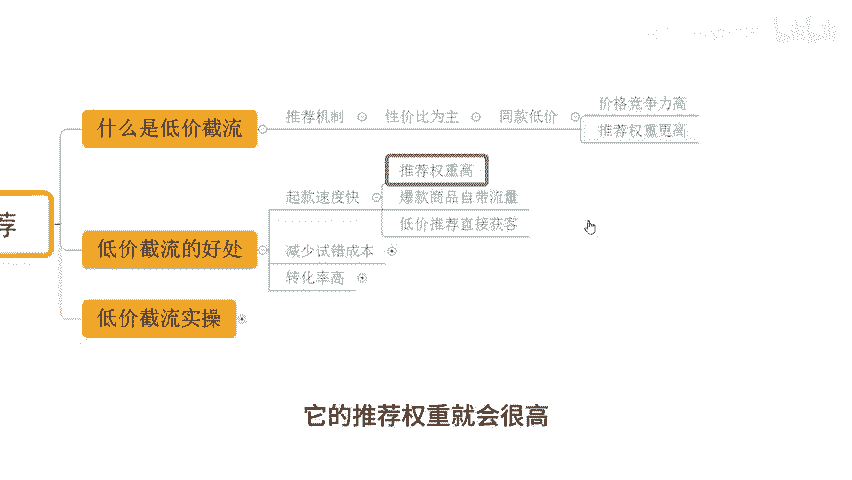 荐
什么是低价截流
推荐机制
性价比为主
同款低价
价格竞争力高
推荐权重更高
低价截流的好处
起款速度快
推荐权重高
爆款商品自带流量
低价推荐直接获客
减少试错成本
转化率高
低价截流实操
它的推荐权重就会很高